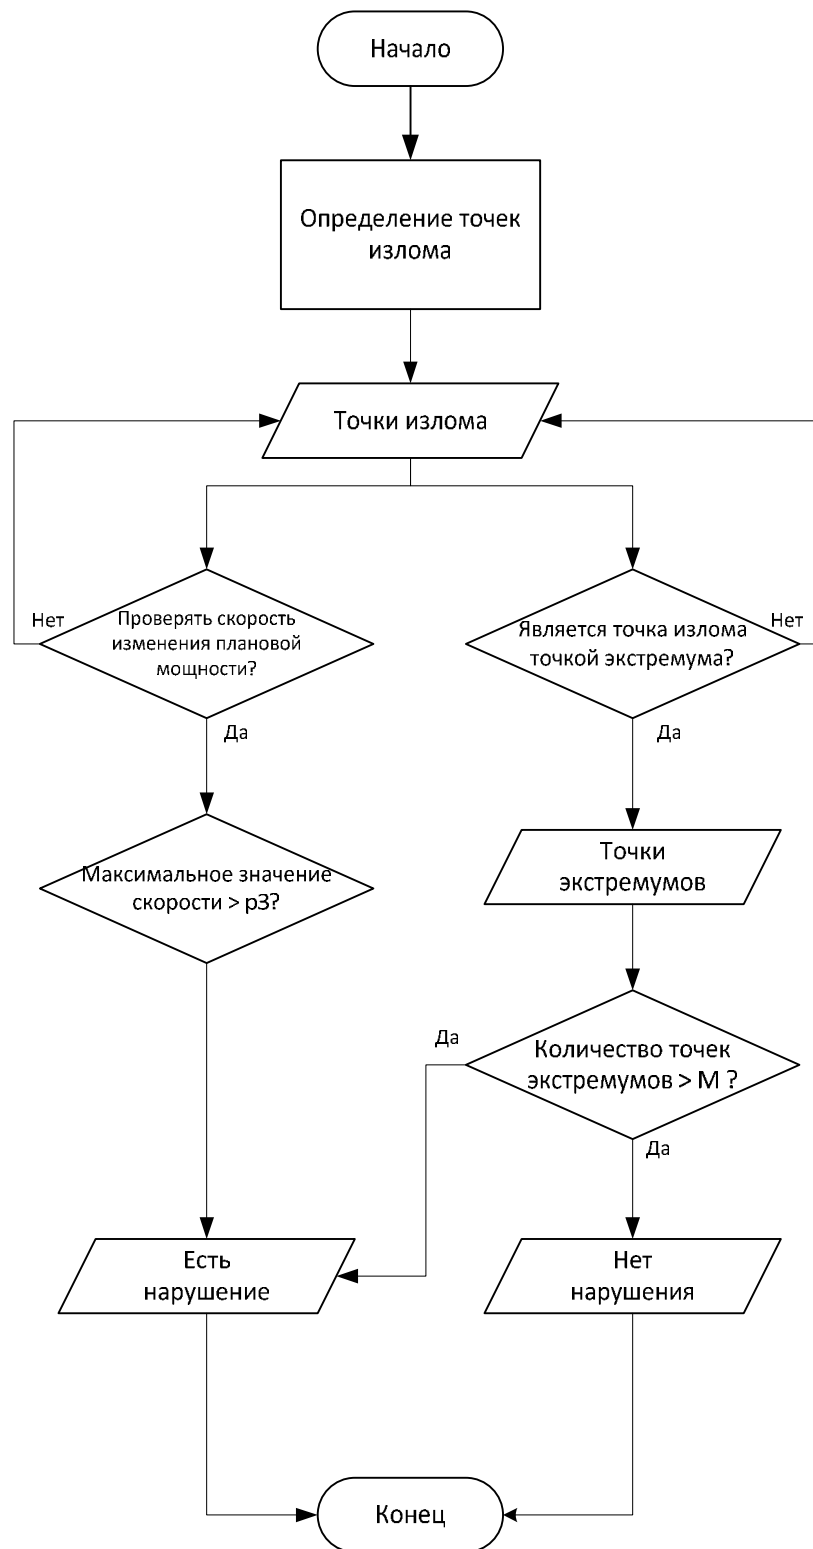 Начало
Определение точек
излома
Точки излома
Нет
Проверять скорость
изменения плановой
мощности?
Является точка излома
точкой экстремума?
Нет
Да
Да
Максимальное значение
скорости > р3?
Точки
экстремумов
Да
Количество точек
экстремумов > M ?
Да
Есть
нарушение
Нет
нарушения
Конец